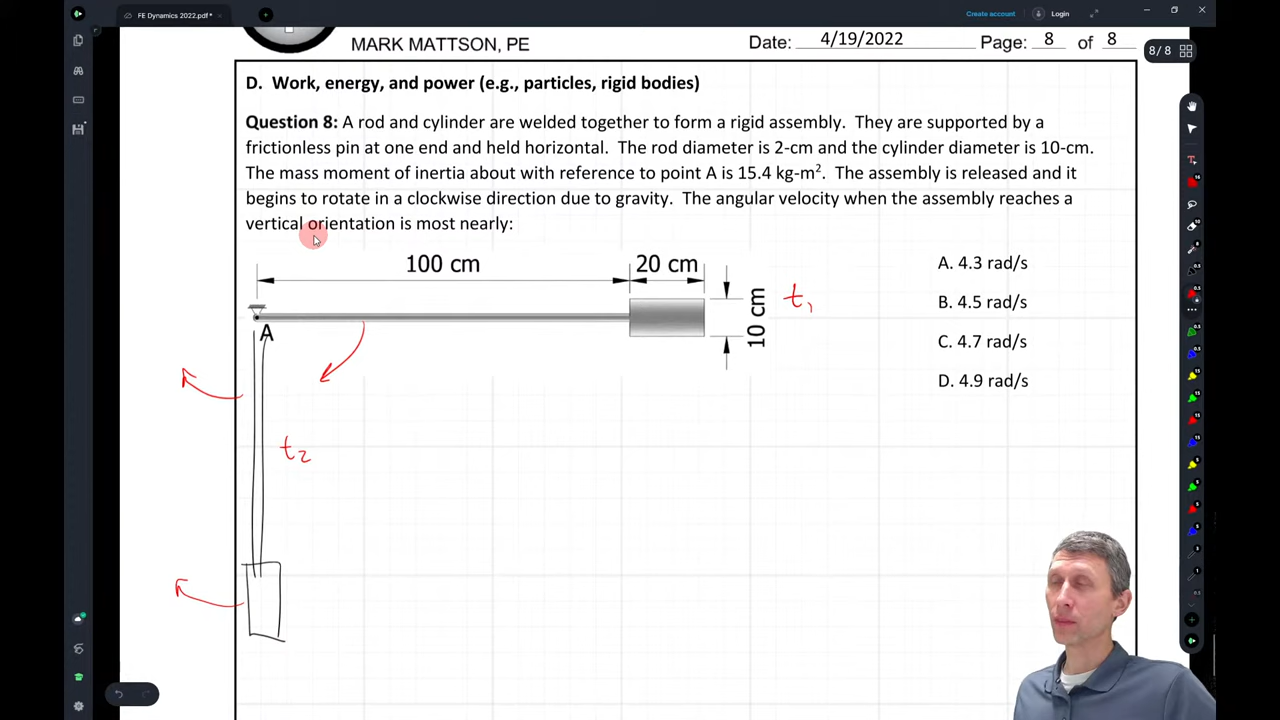 FE Dynamics 2022.pdf*
Create account
Login
MARK MATTSON, PE
Date: 4/19/2022 Page: 8 of 8
8/8
D. Work, energy, and power (e.g., particles, rigid bodies)
Question 8: A rod and cylinder are welded together to form a rigid assembly. They are supported by a
frictionless pin at one end and held horizontal. The rod diameter is 2-cm and the cylinder diameter is 10-cm.
The mass moment of inertia about with reference to point A is 15.4 kg-m². The assembly is released and it
begins to rotate in a clockwise direction due to gravity. The angular velocity when the assembly reaches a
vertical orientation is most nearly:
100 cm
20 cm
10 cm
t₁
A
t₂
A. 4.3 rad/s
B. 4.5 rad/s
C. 4.7 rad/s
D. 4.9 rad/s